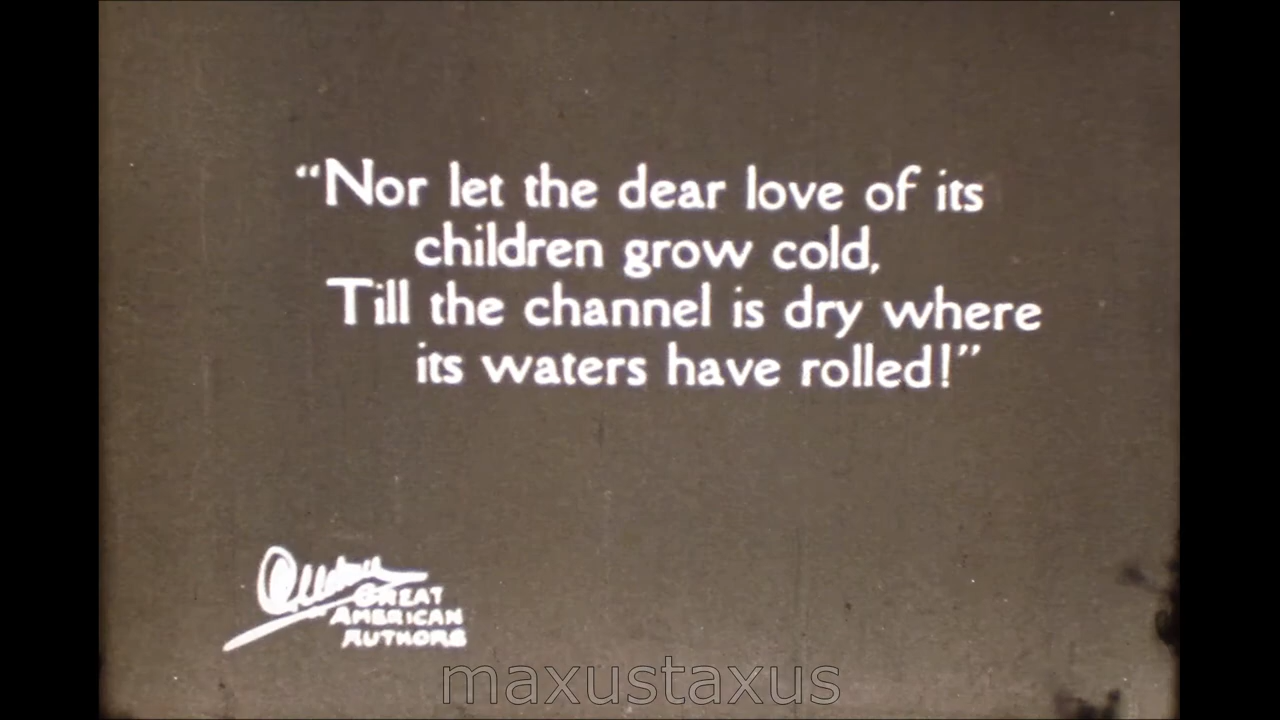 “Nor let the dear love of its
children grow cold,
Till the channel is dry where
its waters have rolled!”
GREAT
AMERICAN
AUTHORS
maxustaxus